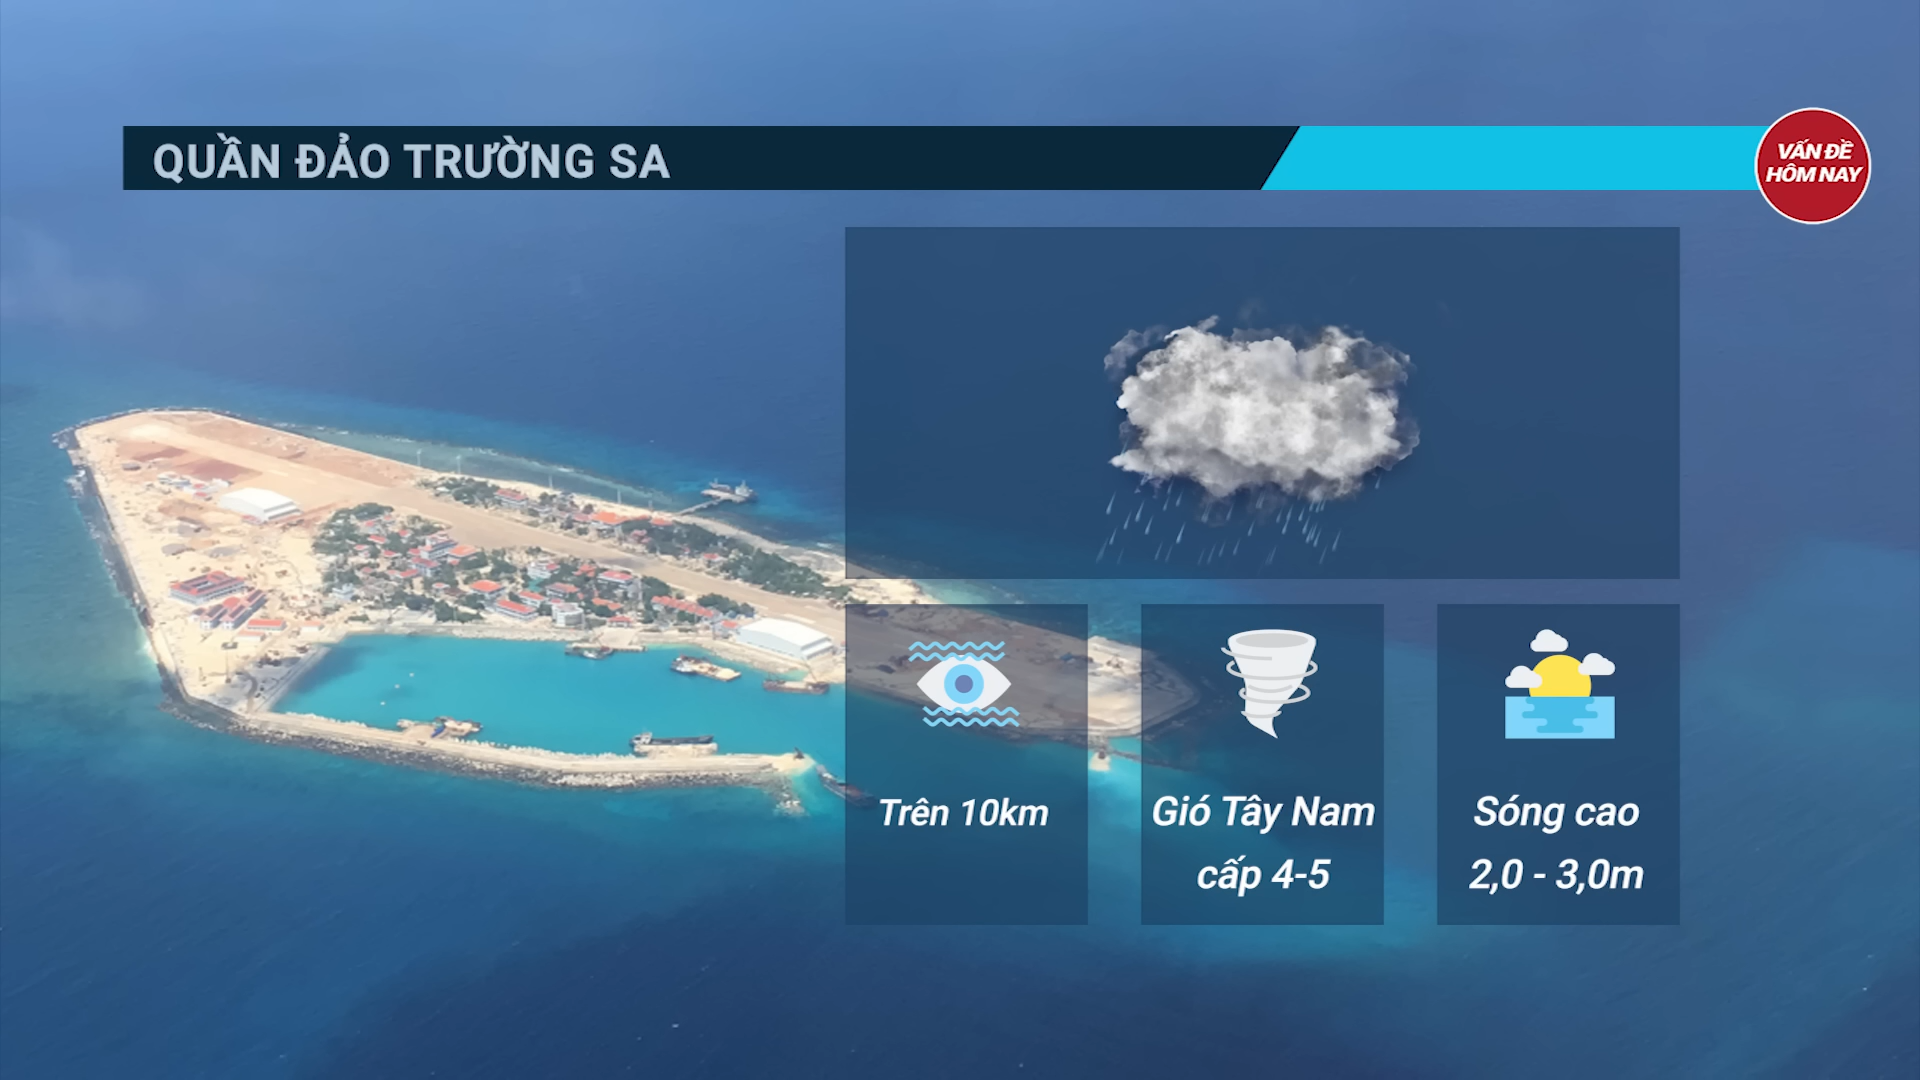 QUẦN ĐẢO TRƯỜNG SA
VẤN ĐỀ
HÔM NAY
Trên 10km
Gió Tây Nam
cấp 4-5
Sóng cao
2,0 - 3,0m